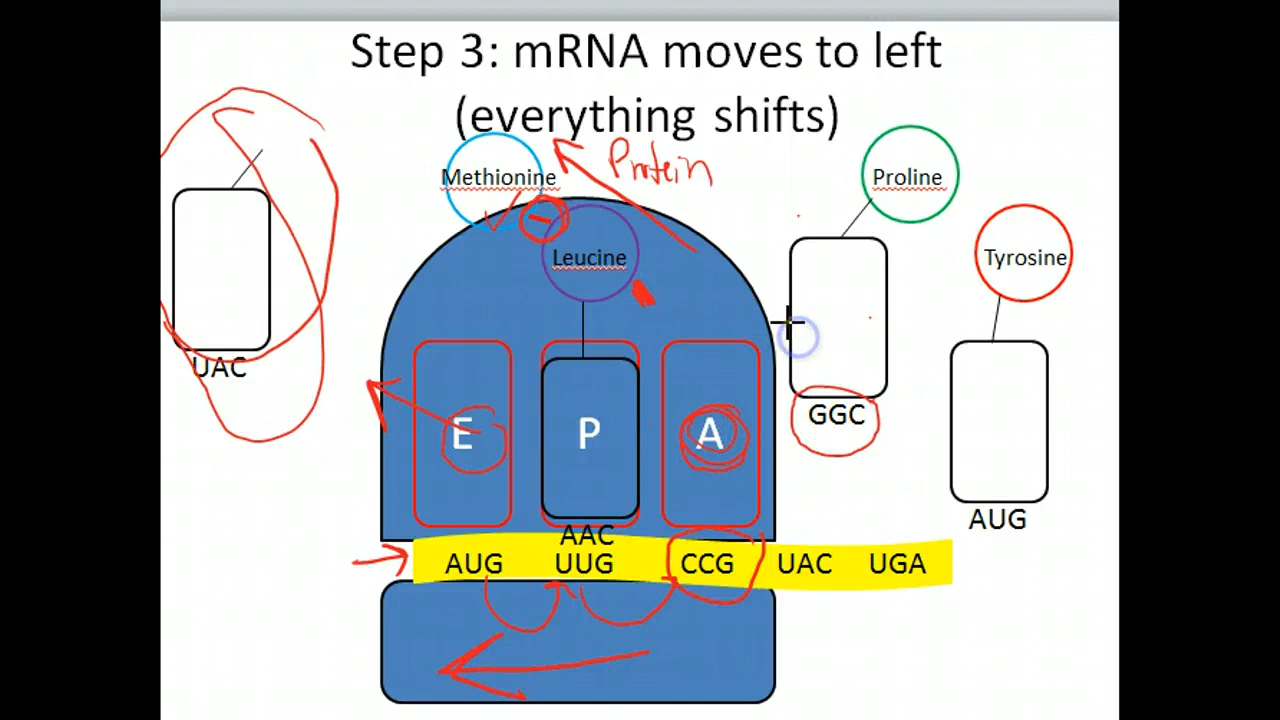 Step 3: mRNA moves to left
(everything shifts)
Protein
Methionine
Proline
Leucine
Tyrosine
UAC
GGC
E P A
AUG
AAC
AUG UUG CCG UAC UGA